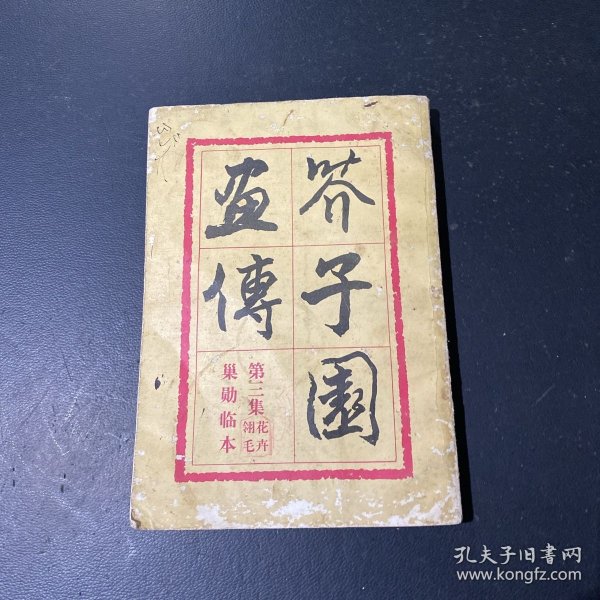 芥子園
畫傳
第三集 花卉翎毛
巢勋临本
孔夫子旧书网
www.kongfz.com